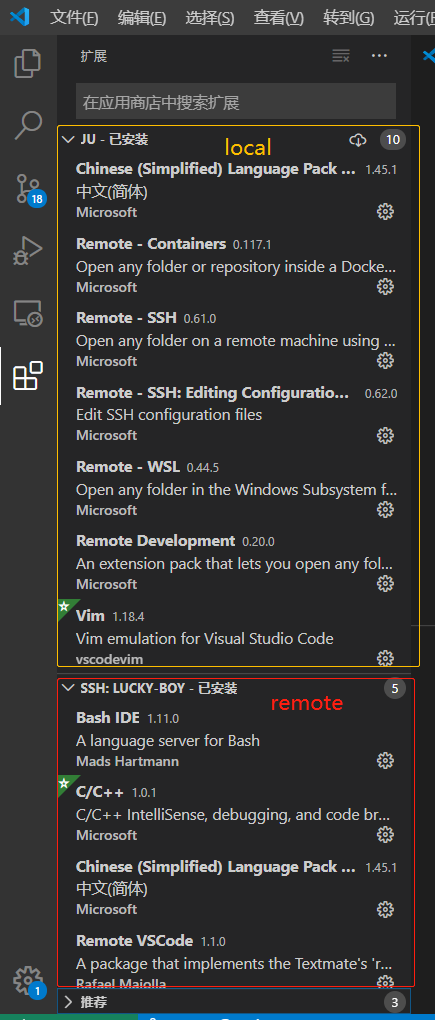 文件(F) 编辑(E) 选择(S) 查看(V) 转到(G) 运行(
扩展
在应用商店中搜索扩展
JU - 已安装 10
local
Chinese (Simplified) Language Pack ... 1.45.1
中文(简体)
Microsoft
Remote - Containers 0.117.1
Open any folder or repository inside a Docke...
Microsoft
Remote - SSH 0.61.0
Open any folder on a remote machine using ...
Microsoft
Remote - SSH: Editing Configuratio... 0.62.0
Edit SSH configuration files
Microsoft
Remote - WSL 0.44.5
Open any folder in the Windows Subsystem f...
Microsoft
Remote Development 0.20.0
An extension pack that lets you open any fol...
Microsoft
Vim 1.18.4
Vim emulation for Visual Studio Code
vscodevim
SSH: LUCKY-BOY - 已安装 5
remote
Bash IDE 1.11.0
A language server for Bash
Mads Hartmann
C/C++ 1.0.1
C/C++ IntelliSense, debugging, and code br...
Microsoft
Chinese (Simplified) Language Pack ... 1.45.1
中文(简体)
Microsoft
Remote VSCode 1.1.0
A package that implements the Textmate's 'r...
Rafael Maiolla
推荐 3
18
1